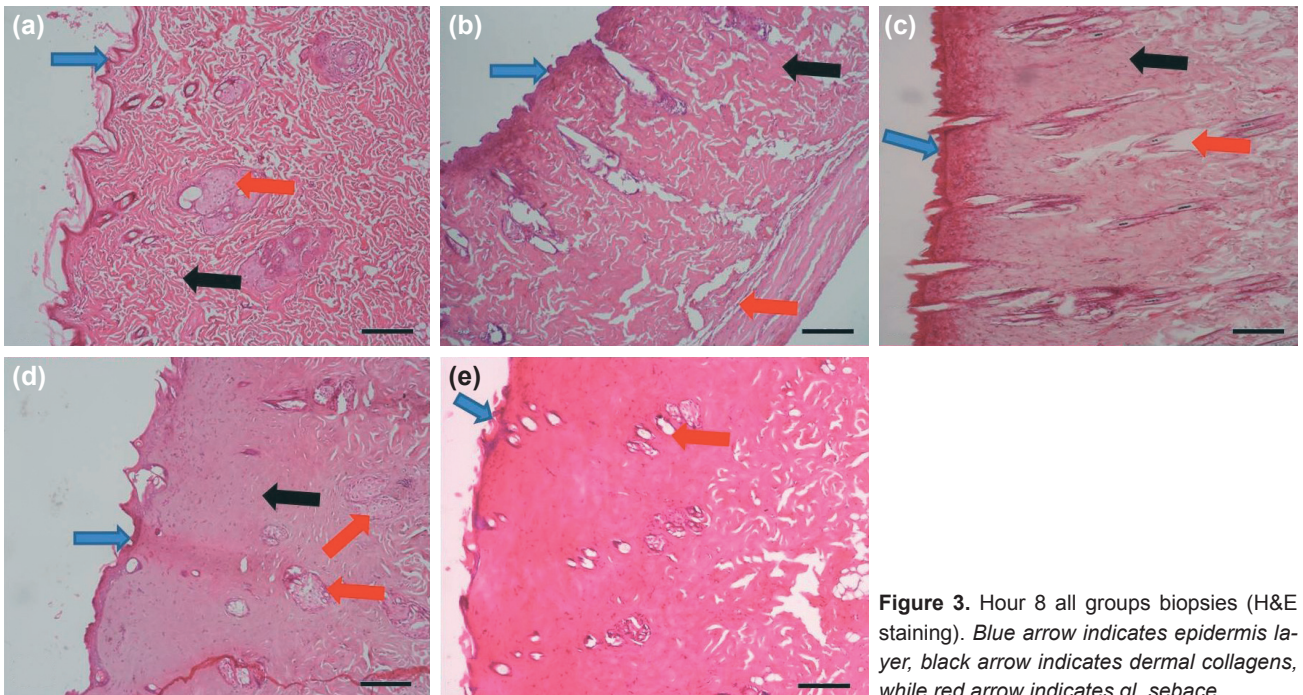 (a)
(b)
(c)
(d)
(e)
Figure 3. Hour 8 all groups biopsies (H&E
staining). Blue arrow indicates epidermis la-
yer, black arrow indicates dermal collagens,
while red arrow indicates gl. sebace